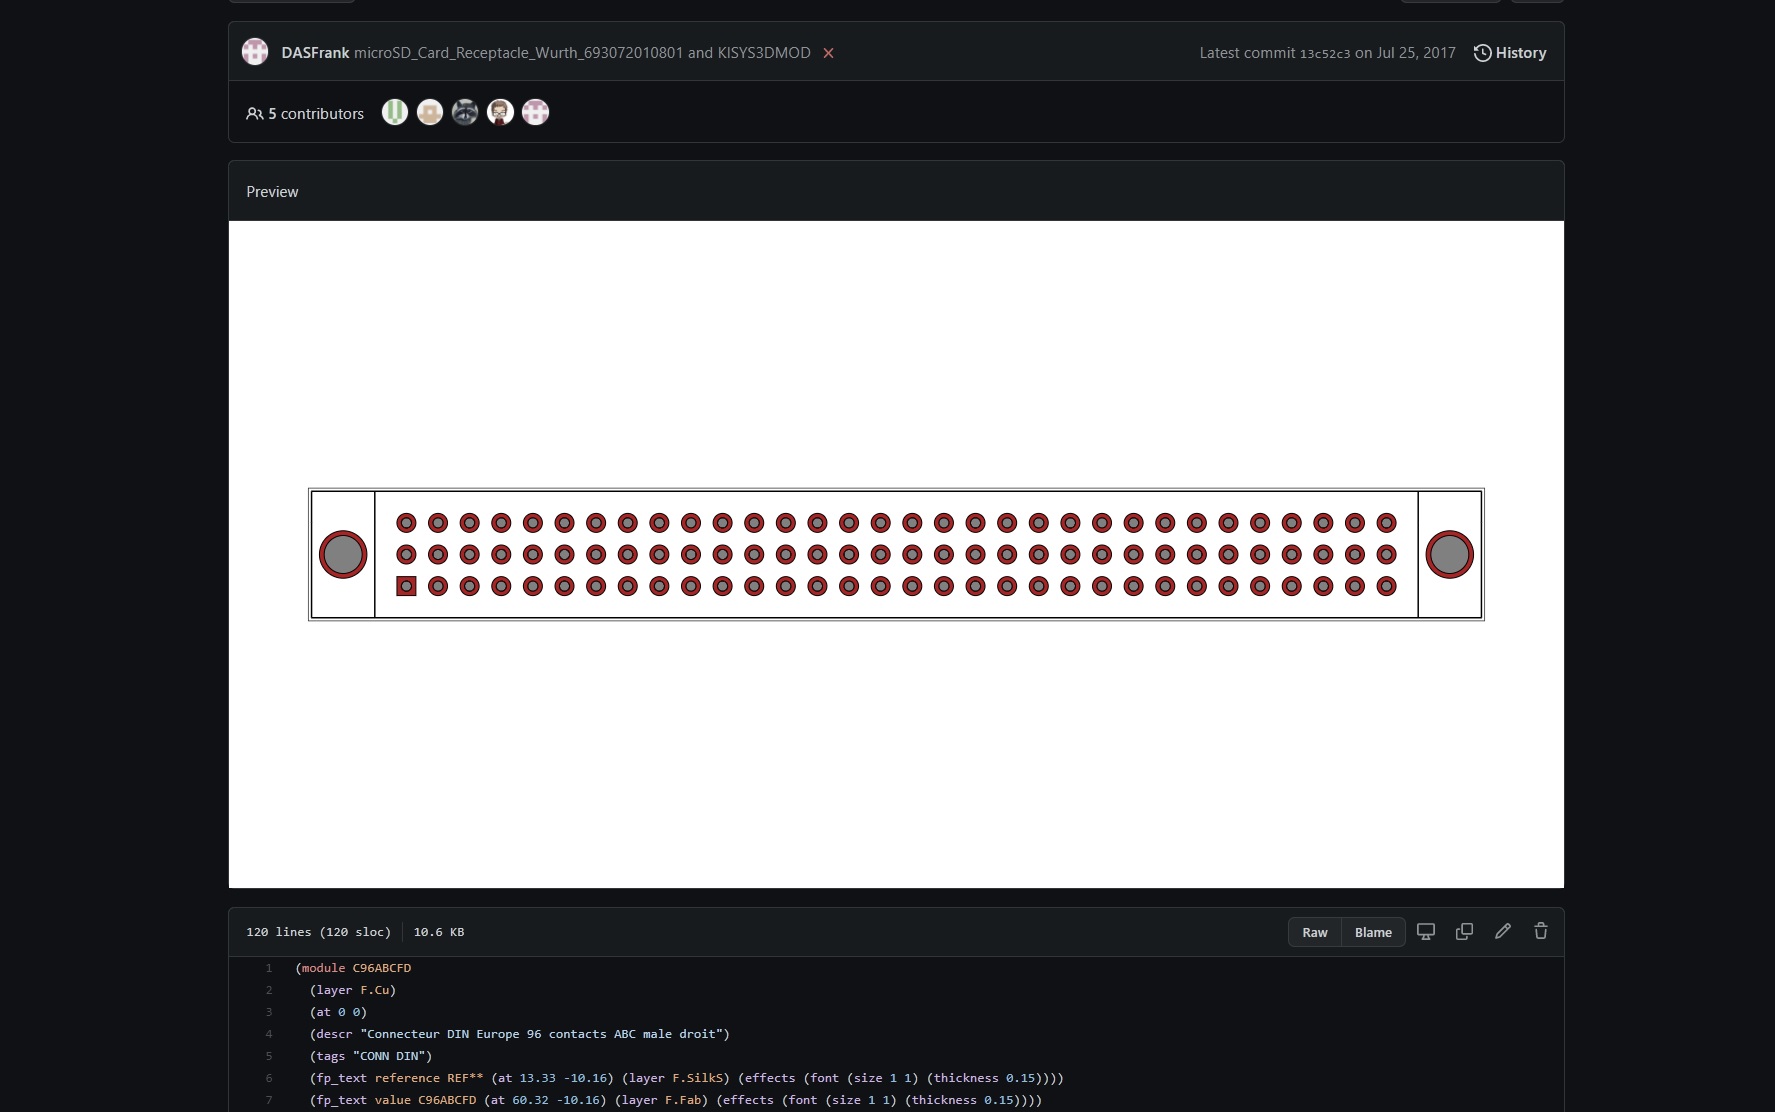 DASFrank microSD_Card_Receptacle_Wurth_693072010801 and KISYS3DMOD
Latest commit 13c52c3 on Jul 25, 2017
History
5 contributors
Preview
120 lines (120 sloc) 10.6 KB
Raw
Blame
1 (module C96ABCFD
2 (layer F.Cu)
3 (at 0 0)
4 (descr "Connecteur DIN Europe 96 contacts ABC male droit")
5 (tags "CONN DIN")
6 (fp_text reference REF** (at 13.33 -10.16) (layer F.SilkS) (effects (font (size 1 1) (thickness 0.15))))
7 (fp_text value C96ABCFD (at 60.32 -10.16) (layer F.Fab) (effects (font (size 1 1) (thickness 0.15))))